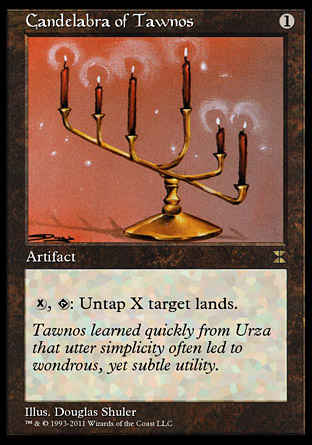 Candelabra of Tawnos 1
Artifact
X, : Untap X target lands.
Tawnos learned quickly from Urza
that utter simplicity often led to
wondrous, yet subtle utility.
Illus. Douglas Shuler
™ & © 1993-2011 Wizards of the Coast LLC